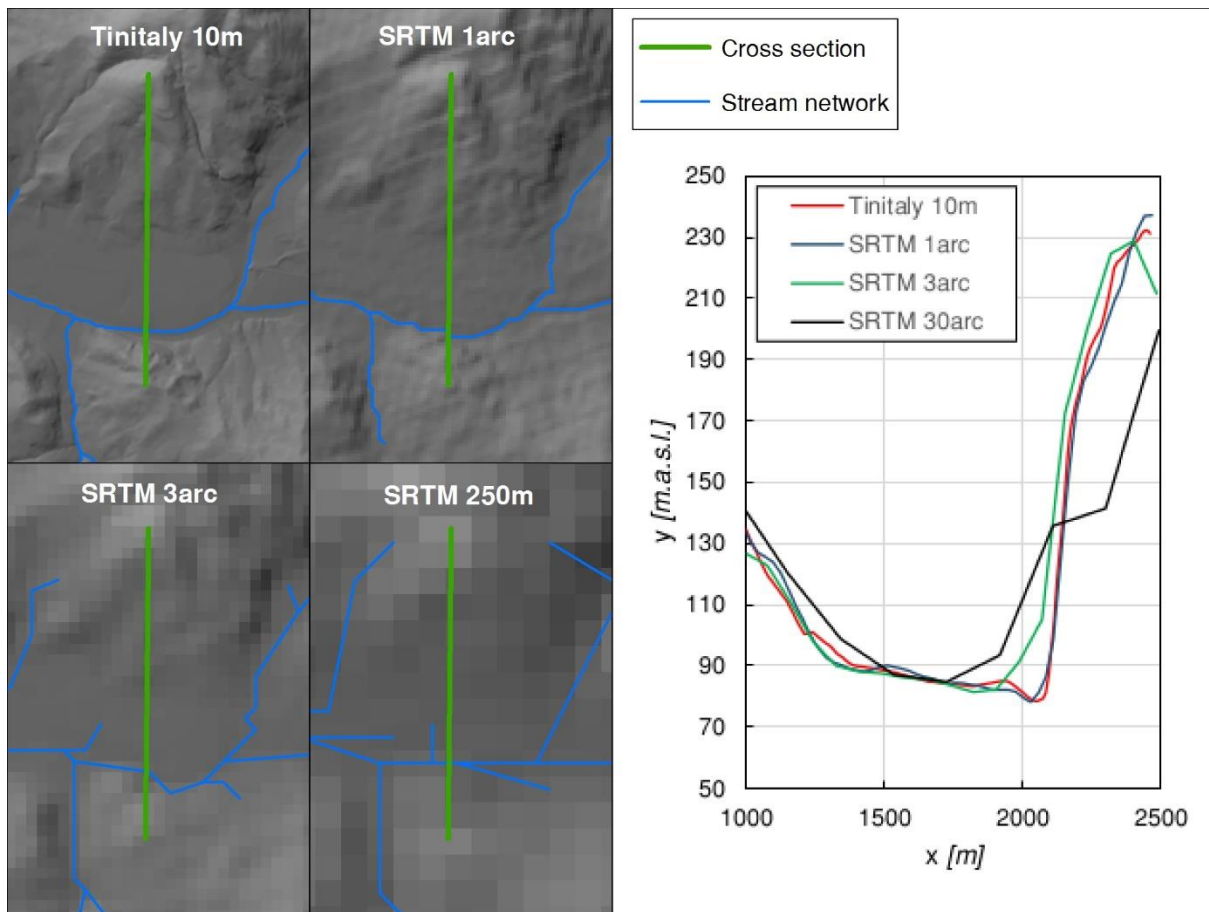 Tinitaly 10m
SRTM 1arc
SRTM 3arc
SRTM 250m
Cross section
Stream network
250
230
210
190
170
150
130
110
90
70
50
y [m.a.s.l.]
Tinitaly 10m
SRTM 1arc
SRTM 3arc
SRTM 30arc
1000
1500
2000
2500
x [m]